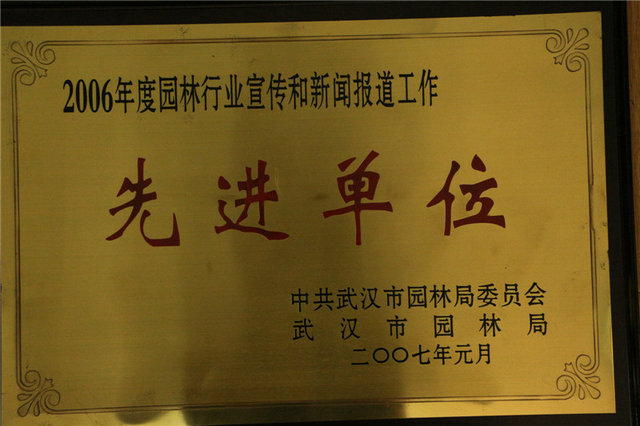 2006年度园林行业宣传和新闻报道工作
先进单位
中共武汉市园林局委员会
武汉市园林局
二〇〇七年元月